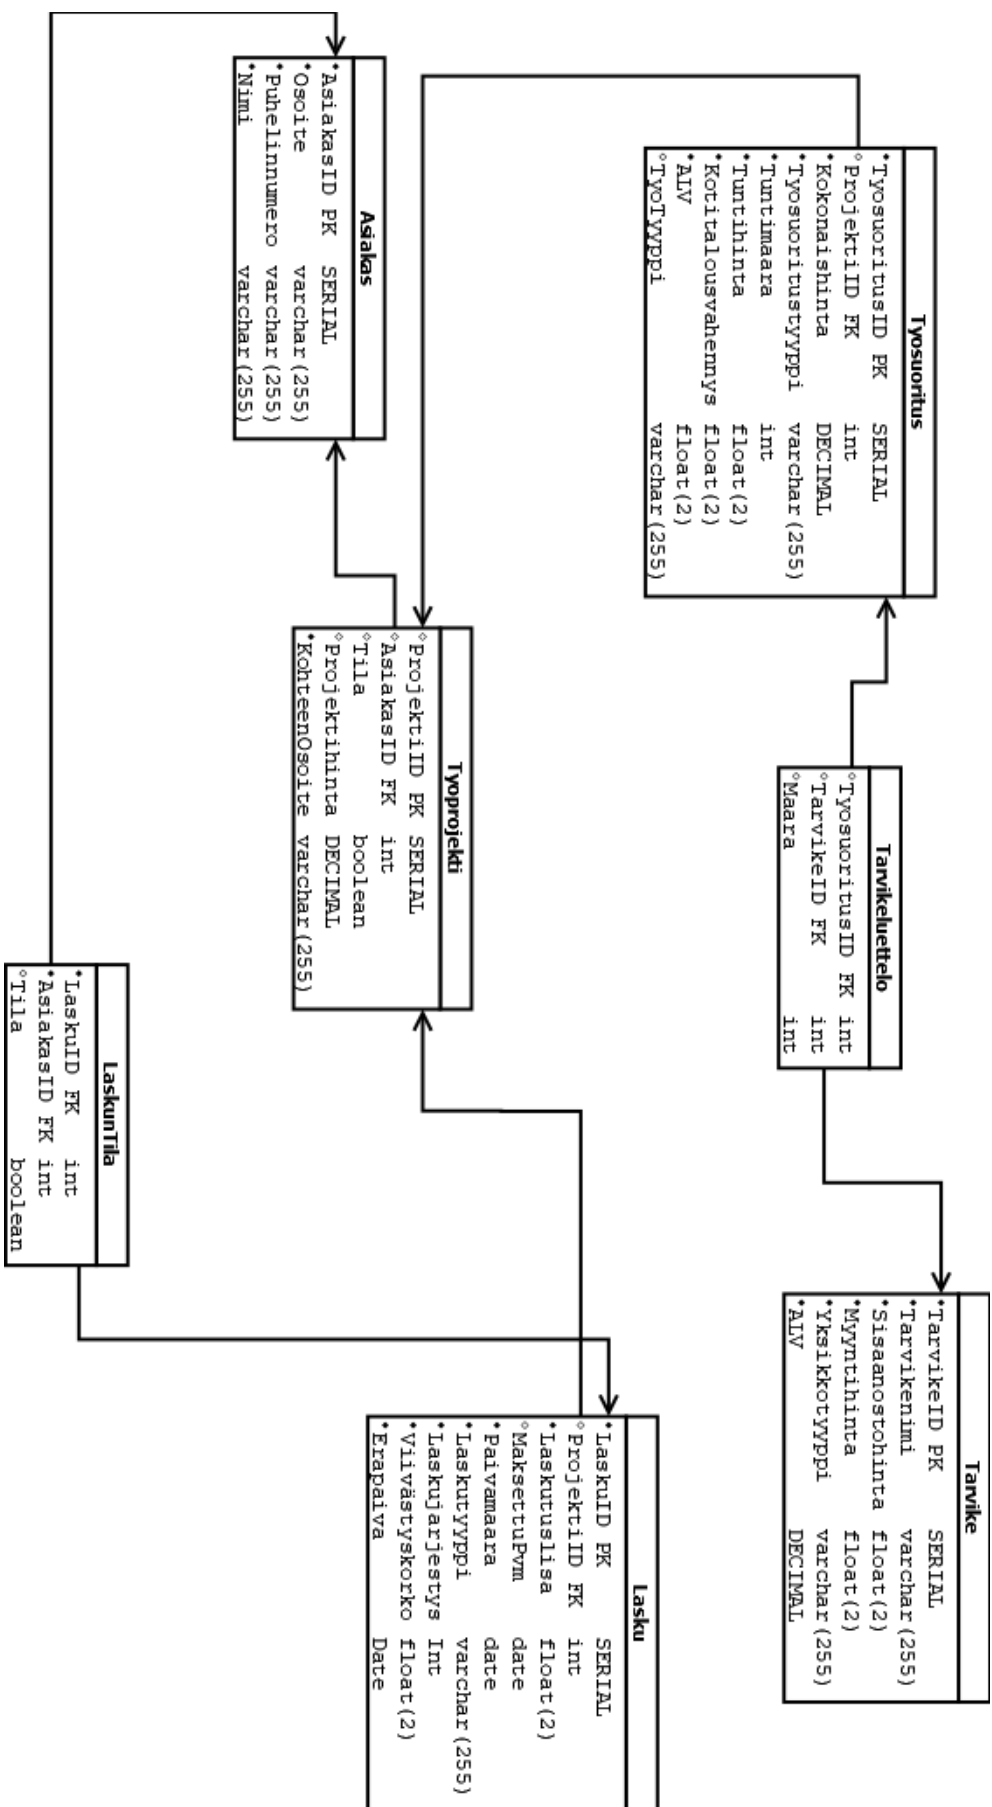 Tyosuoritus
TyosuoritusID PK SERIAL
ProjektiID FK int
Kokonaishinta DECIMAL
Tyosuoritustyyppi varchar(255)
Tuntimaara int
Tuntihinta float(2)
Kotitalousvahennys float(2)
ALV float(2)
TyoTyyppi varchar(255)
Tarvikeluettelo
TyosuoritusID FK int
TarvikeID FK int
Maara int
Tarvike
TarvikeID PK SERIAL
Tarvikenimi varchar(255)
Sisaanostohinta float(2)
Myyntihinta float(2)
Yksikkotyyppi varchar(255)
ALV DECIMAL
Asiakas
AsiakasID PK SERIAL
Osoite varchar(255)
Puhelinnumero varchar(255)
Nimi varchar(255)
Tyoprojekti
ProjektiID PK SERIAL
AsiakasID FK int
Tila boolean
Projektihinta DECIMAL
KohteenOsoite varchar(255)
Lasku
LaskuID PK SERIAL
ProjektiID FK int
Laskutuslisa float(2)
MaksettuPvm date
Paivamaara date
Laskutyyppi varchar(255)
Laskujarjestys Int
Viivästyskorko float(2)
Erapaiva Date
LaskunTila
LaskuID FK int
AsiakasID FK int
Tila boolean